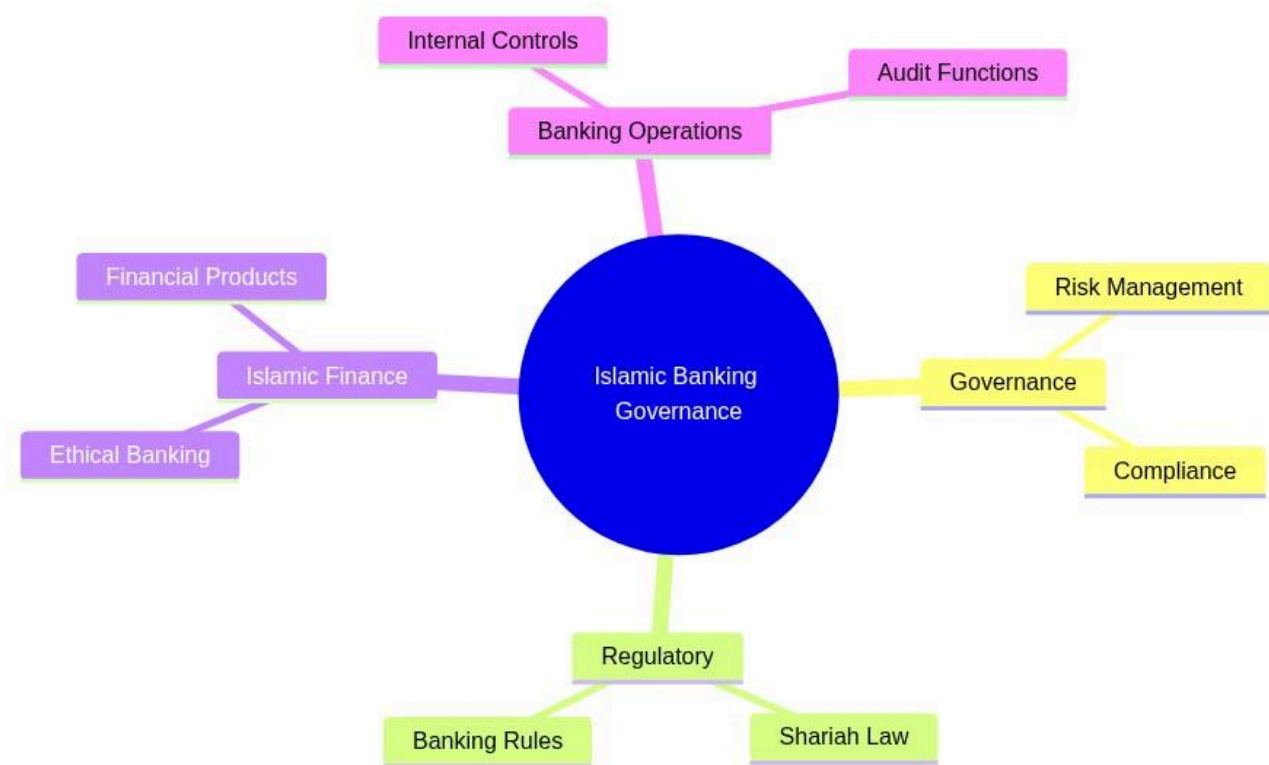 Internal Controls
Audit Functions
Banking Operations
Financial Products
Risk Management
Islamic Finance
Islamic Banking
Governance
Governance
Ethical Banking
Compliance
Regulatory
Banking Rules
Shariah Law